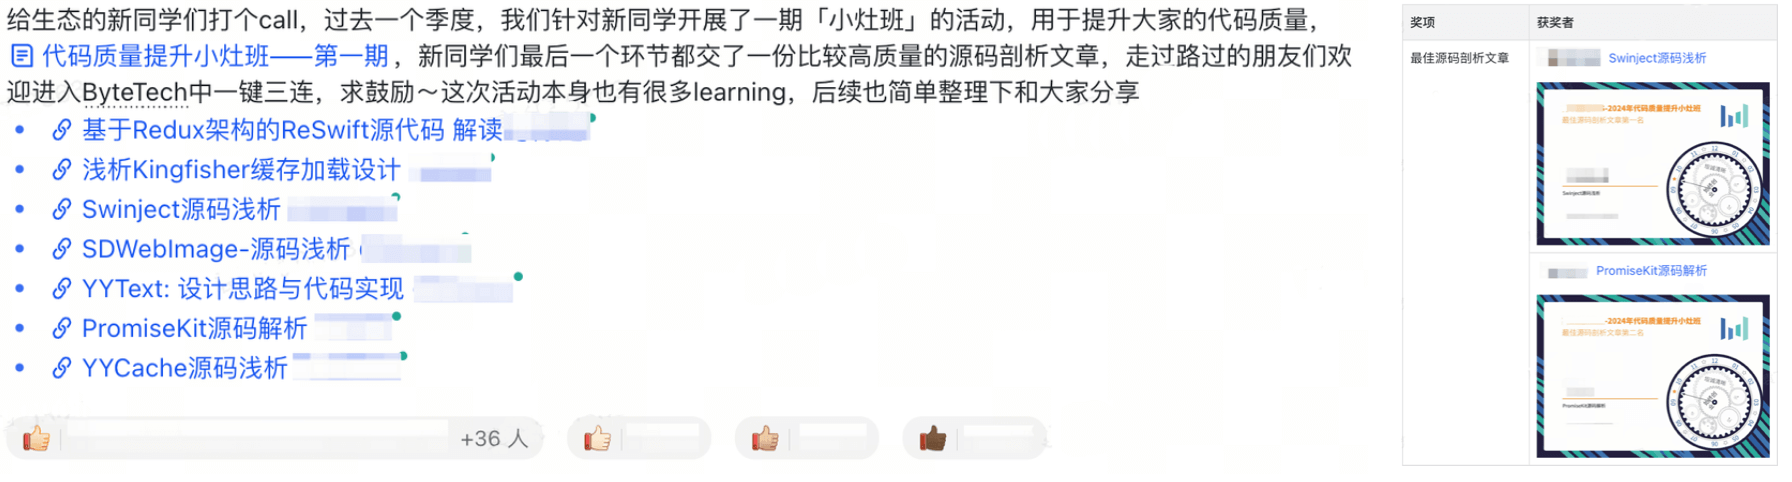 给生态的新同学们打个call，过去一个季度，我们针对新同学开展了一期「小灶班」的活动，用于提升大家的代码质量，
代码质量提升小灶班——第一期，新同学们最后一个环节都交了一份比较高质量的源码剖析文章，走过路过的朋友们欢
迎进入ByteTech中一键三连，求鼓励～这次活动本身也有很多learning，后续也简单整理下和大家分享
基于Redux架构的ReSwift源代码 解读
浅析Kingfisher缓存加载设计
Swinject源码浅析
SDWebImage-源码浅析
YYText: 设计思路与代码实现
PromiseKit源码解析
YYCache源码浅析
+36 人
奖项 获奖者
最佳源码剖析文章 Swinject源码浅析
-2024年代码质量提升小灶班
最佳源码剖析文章第一名
Swinject源码浅析
PromiseKit源码解析
-2024年代码质量提升小灶班
最佳源码剖析文章第二名
PromiseKit源码解析